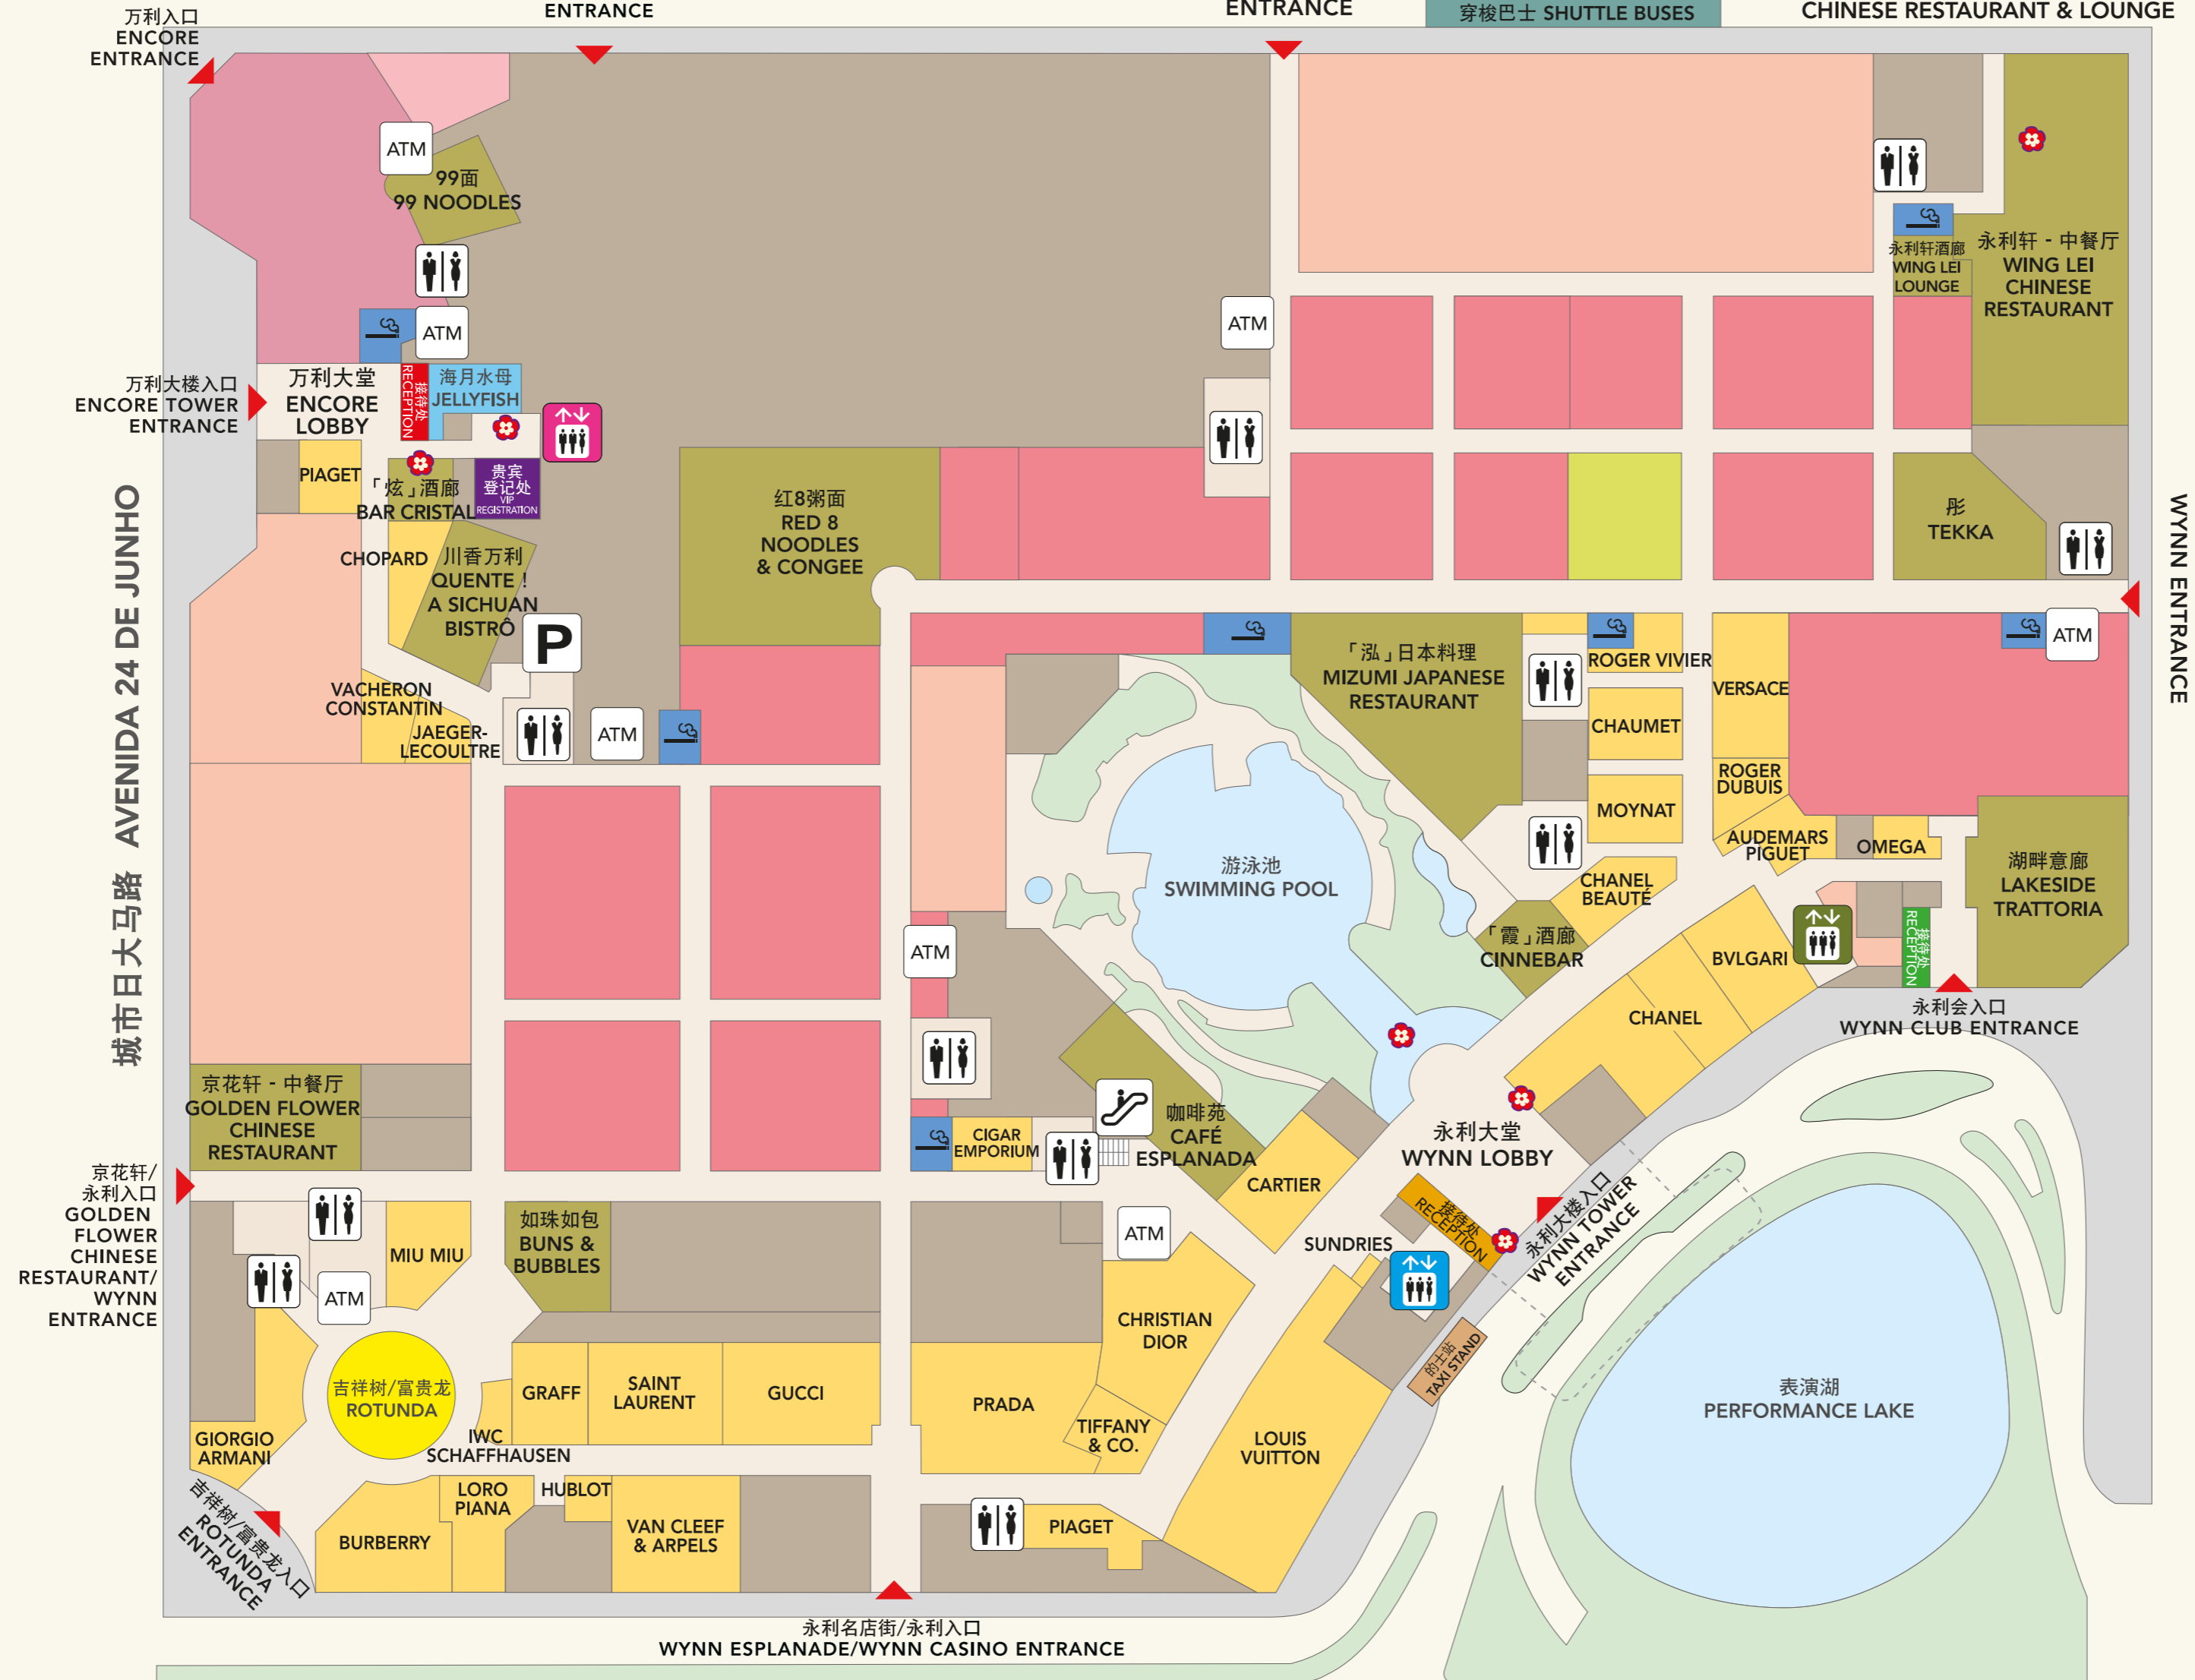 万利入口
ENCORE
ENTRANCE
ENTRANCE
ENTRANCE
穿梭巴士 SHUTTLE BUSES
CHINESE RESTAURANT & LOUNGE
ATM
99面
99 NOODLES
ATM
万利大楼入口
ENCORE TOWER
ENTRANCE
万利大堂
ENCORE
LOBBY
接待处
RECEPTION
海月水母
JELLYFISH
PIAGET
「炫」酒廊
BAR CRISTAL
贵宾
登记处
VIP
REGISTRATION
CHOPARD
川香万利
QUENTE !
A SICHUAN
BISTRÔ
P
VACHERON
CONSTANTIN
JAEGER-
LECOULTRE
ATM
红8粥面
RED 8
NOODLES
& CONGEE
ATM
永利轩酒廊
WING LEI
LOUNGE
永利轩 - 中餐厅
WING LEI
CHINESE
RESTAURANT
彤
TEKKA
WYNN ENTRANCE
城市日大马路 AVENIDA 24 DE JUNHO
「泓」日本料理
MIZUMI JAPANESE
RESTAURANT
ROGER VIVIER
CHAUMET
MOYNAT
VERSACE
ROGER
DUBUIS
AUDEMARS
PIGUET
OMEGA
ATM
湖畔意廊
LAKESIDE
TRATTORIA
游泳池
SWIMMING POOL
CHANEL
BEAUTÉ
「霞」酒廊
CINNEBAR
BVLGARI
CHANEL
接待处
RECEPTION
永利会入口
WYNN CLUB ENTRANCE
ATM
京花轩 - 中餐厅
GOLDEN FLOWER
CHINESE
RESTAURANT
京花轩/
永利入口
GOLDEN
FLOWER
CHINESE
RESTAURANT/
WYNN
ENTRANCE
CIGAR
EMPORIUM
咖啡苑
CAFÉ
ESPLANADA
CARTIER
永利大堂
WYNN LOBBY
接待处
RECEPTION
永利大楼入口
WYNN TOWER
ENTRANCE
SUNDRIES
的士站
TAXI STAND
MIU MIU
ATM
如珠如包
BUNS &
BUBBLES
ATM
CHRISTIAN
DIOR
吉祥树/富贵龙
ROTUNDA
GRAFF
SAINT
LAURENT
GUCCI
PRADA
TIFFANY
& CO.
LOUIS
VUITTON
表演湖
PERFORMANCE LAKE
GIORGIO
ARMANI
IWC
SCHAFFHAUSEN
吉祥树/富贵龙入口
ROTUNDA
ENTRANCE
BURBERRY
LORO
PIANA
HUBLOT
VAN CLEEF
& ARPELS
PIAGET
永利名店街/永利入口
WYNN ESPLANADE/WYNN CASINO ENTRANCE